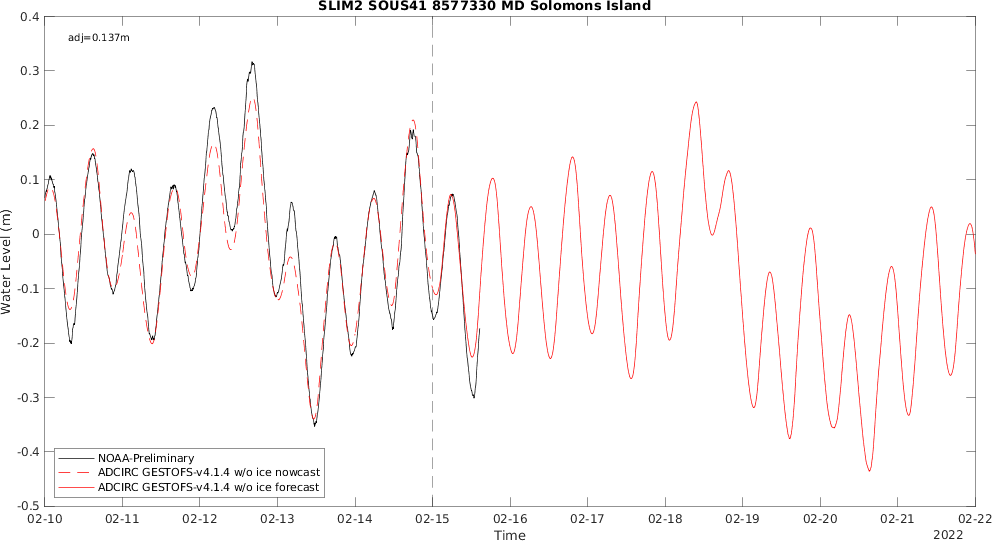 SLIM2 SOUS41 8577330 MD Solomons Island
adj=0.137m
0.4
0.3
0.2
0.1
0
-0.1
-0.2
-0.3
-0.4
-0.5
Water Level (m)
NOAA-Preliminary
ADCIRC GESTOFS-v4.1.4 w/o ice nowcast
ADCIRC GESTOFS-v4.1.4 w/o ice forecast
02-10 02-11 02-12 02-13 02-14 02-15 02-16 02-17 02-18 02-19 02-20 02-21 02-22
Time
2022